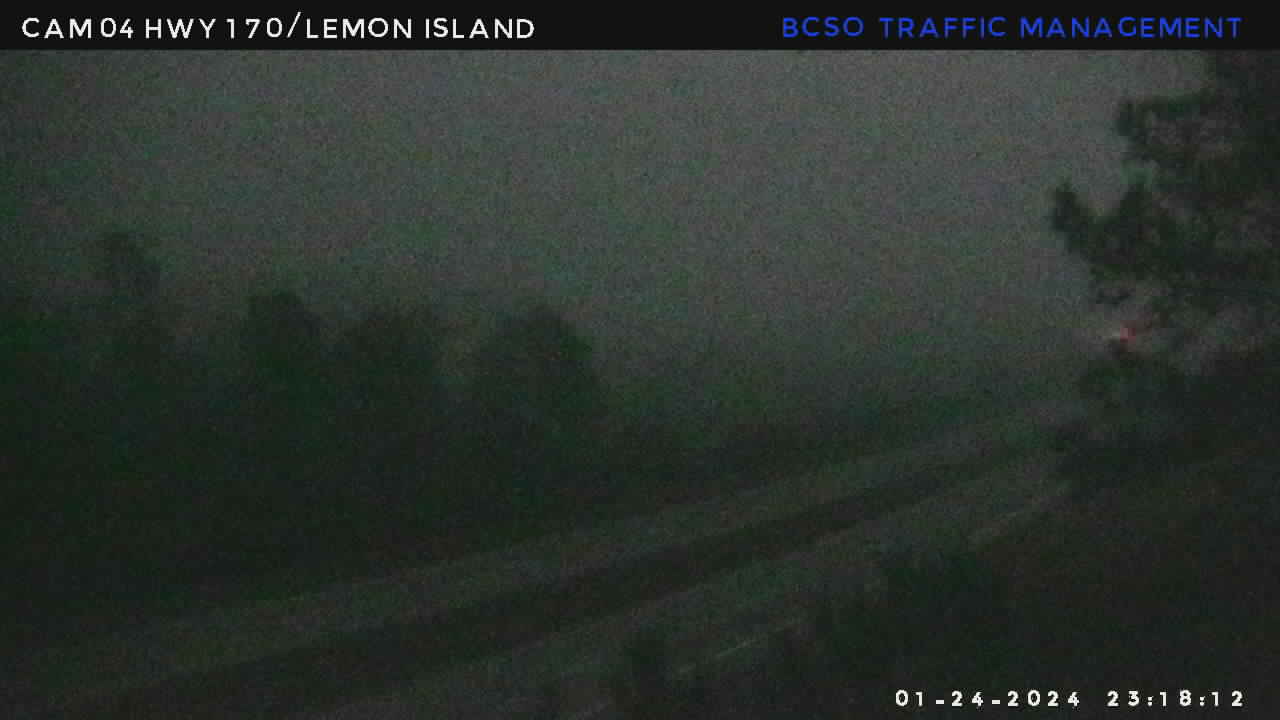 CAM04 HWY 170/LEMON ISLAND
BCSO TRAFFIC MANAGEMENT
01-24-2024 23:18:12